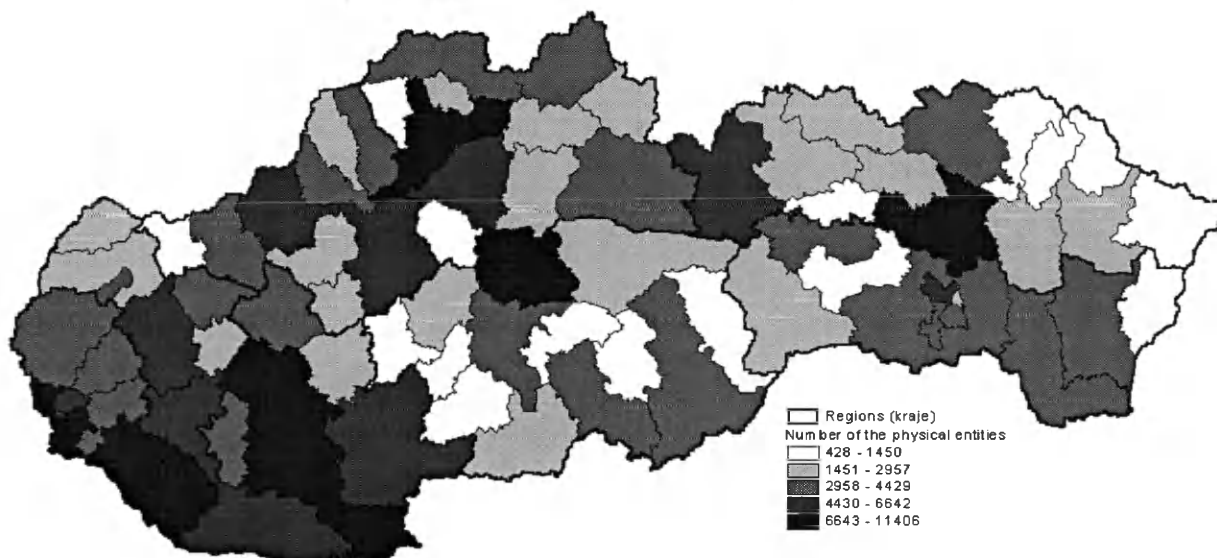 Regions (kraje)
Number of the physical entities
428 - 1450
1451 - 2957
2958 - 4429
4430 - 6642
6643 - 11406